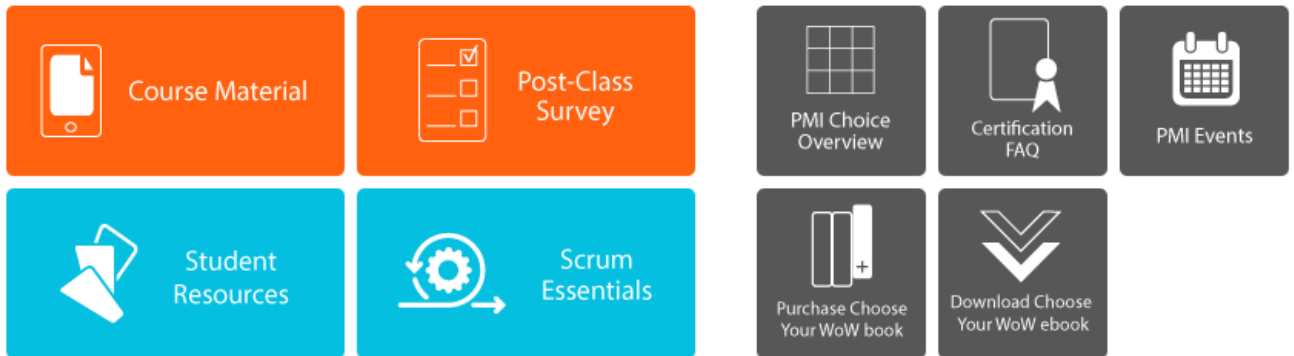 Course Material
Post-Class
Survey
PMI Choice
Overview
Certification
FAQ
PMI Events
Student
Resources
Scrum
Essentials
Purchase Choose
Your WoW book
Download Choose
Your WoW ebook